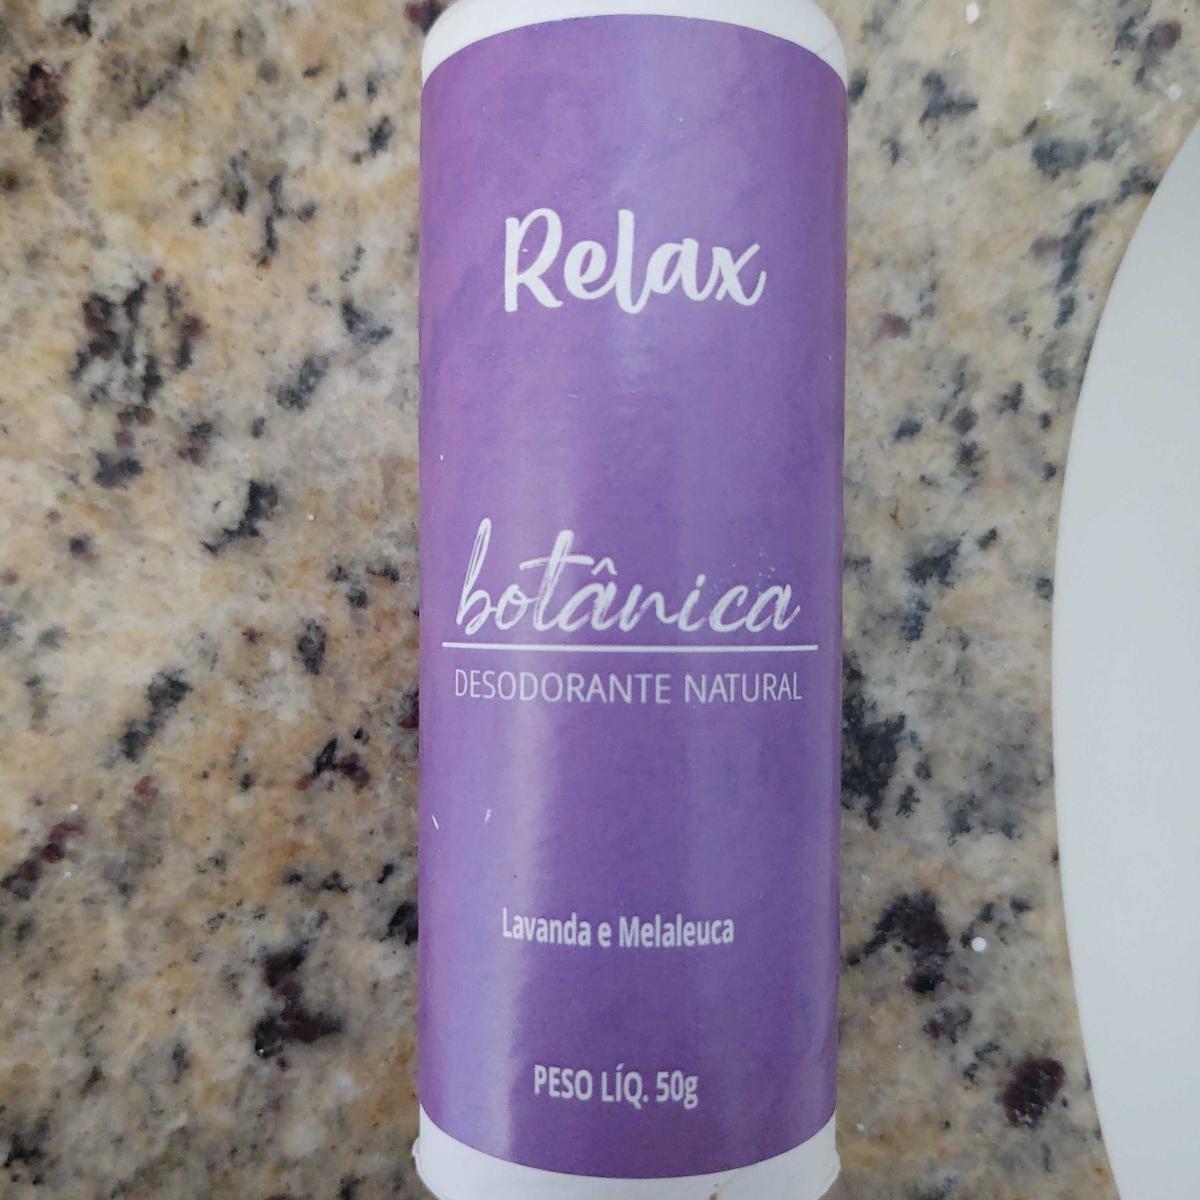 Relax
botânica
DESODORANTE NATURAL
Lavanda e Melaleuca
PESO LÍQ. 50g